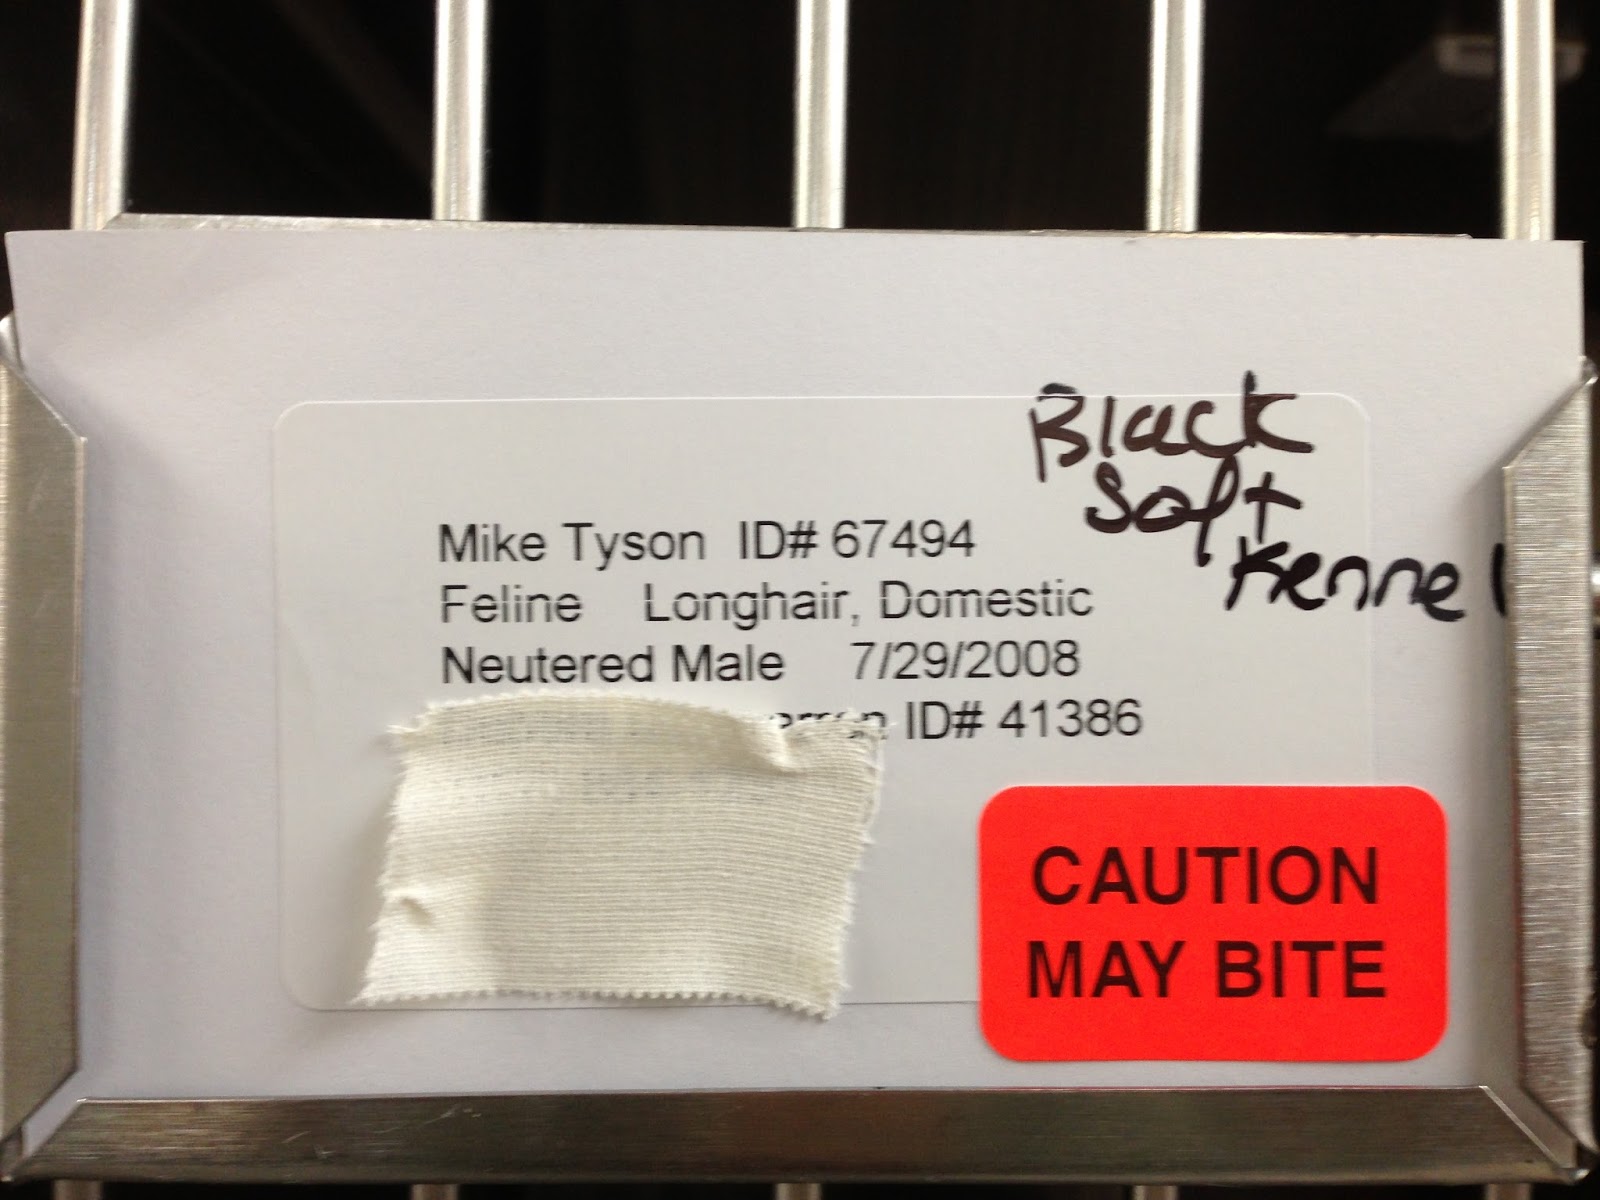 Black
Soft
Kennel
Mike Tyson ID# 67494
Feline Longhair, Domestic
Neutered Male 7/29/2008
ID# 41386
CAUTION
MAY BITE